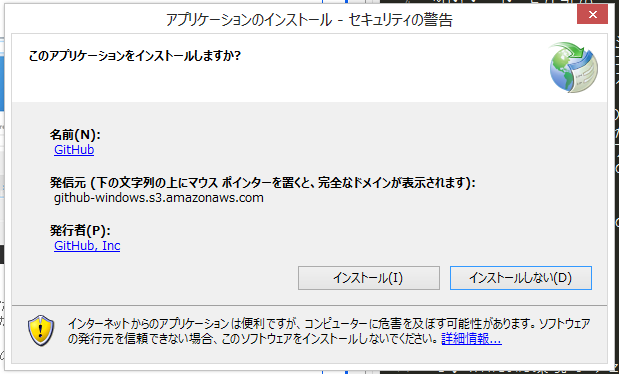 アプリケーションのインストール - セキュリティの警告
このアプリケーションをインストールしますか?
名前(N):
GitHub
発信元 (下の文字列の上にマウス ポインターを置くと、完全なドメインが表示されます):
github-windows.s3.amazonaws.com
発行者(P):
GitHub, Inc
インストール(I)
インストールしない(D)
インターネットからのアプリケーションは便利ですが、コンピューターに危害を及ぼす可能性があります。ソフトウェア
の発行元を信頼できない場合、このソフトウェアをインストールしないでください。詳細情報...